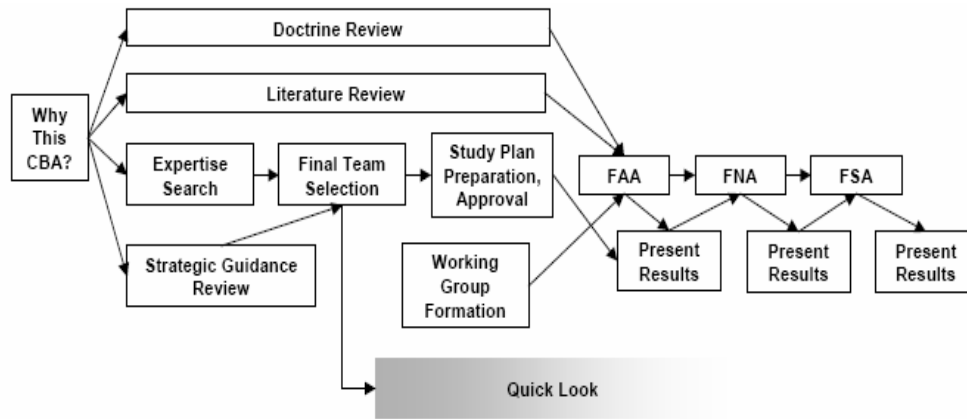 Doctrine Review
Literature Review
Why
This
CBA?
Expertise
Search
Final Team
Selection
Study Plan
Preparation,
Approval
FAA
FNA
FSA
Strategic Guidance
Review
Working
Group
Formation
Present
Results
Present
Results
Present
Results
Quick Look